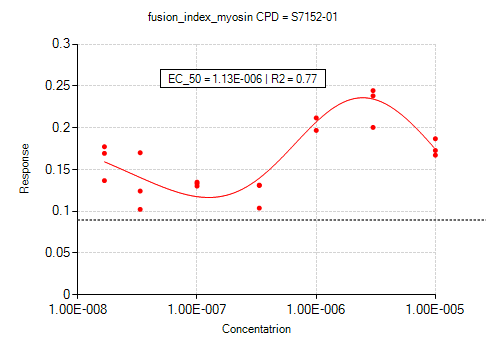 fusion_index_myosin CPD = S7152-01
0.3
EC_50 = 1.13E-006 | R2 = 0.77
0.25
0.2
Response
0.15
0.1
0.05
0
1.00E-008 1.00E-007 1.00E-006 1.00E-005
Concentatrion